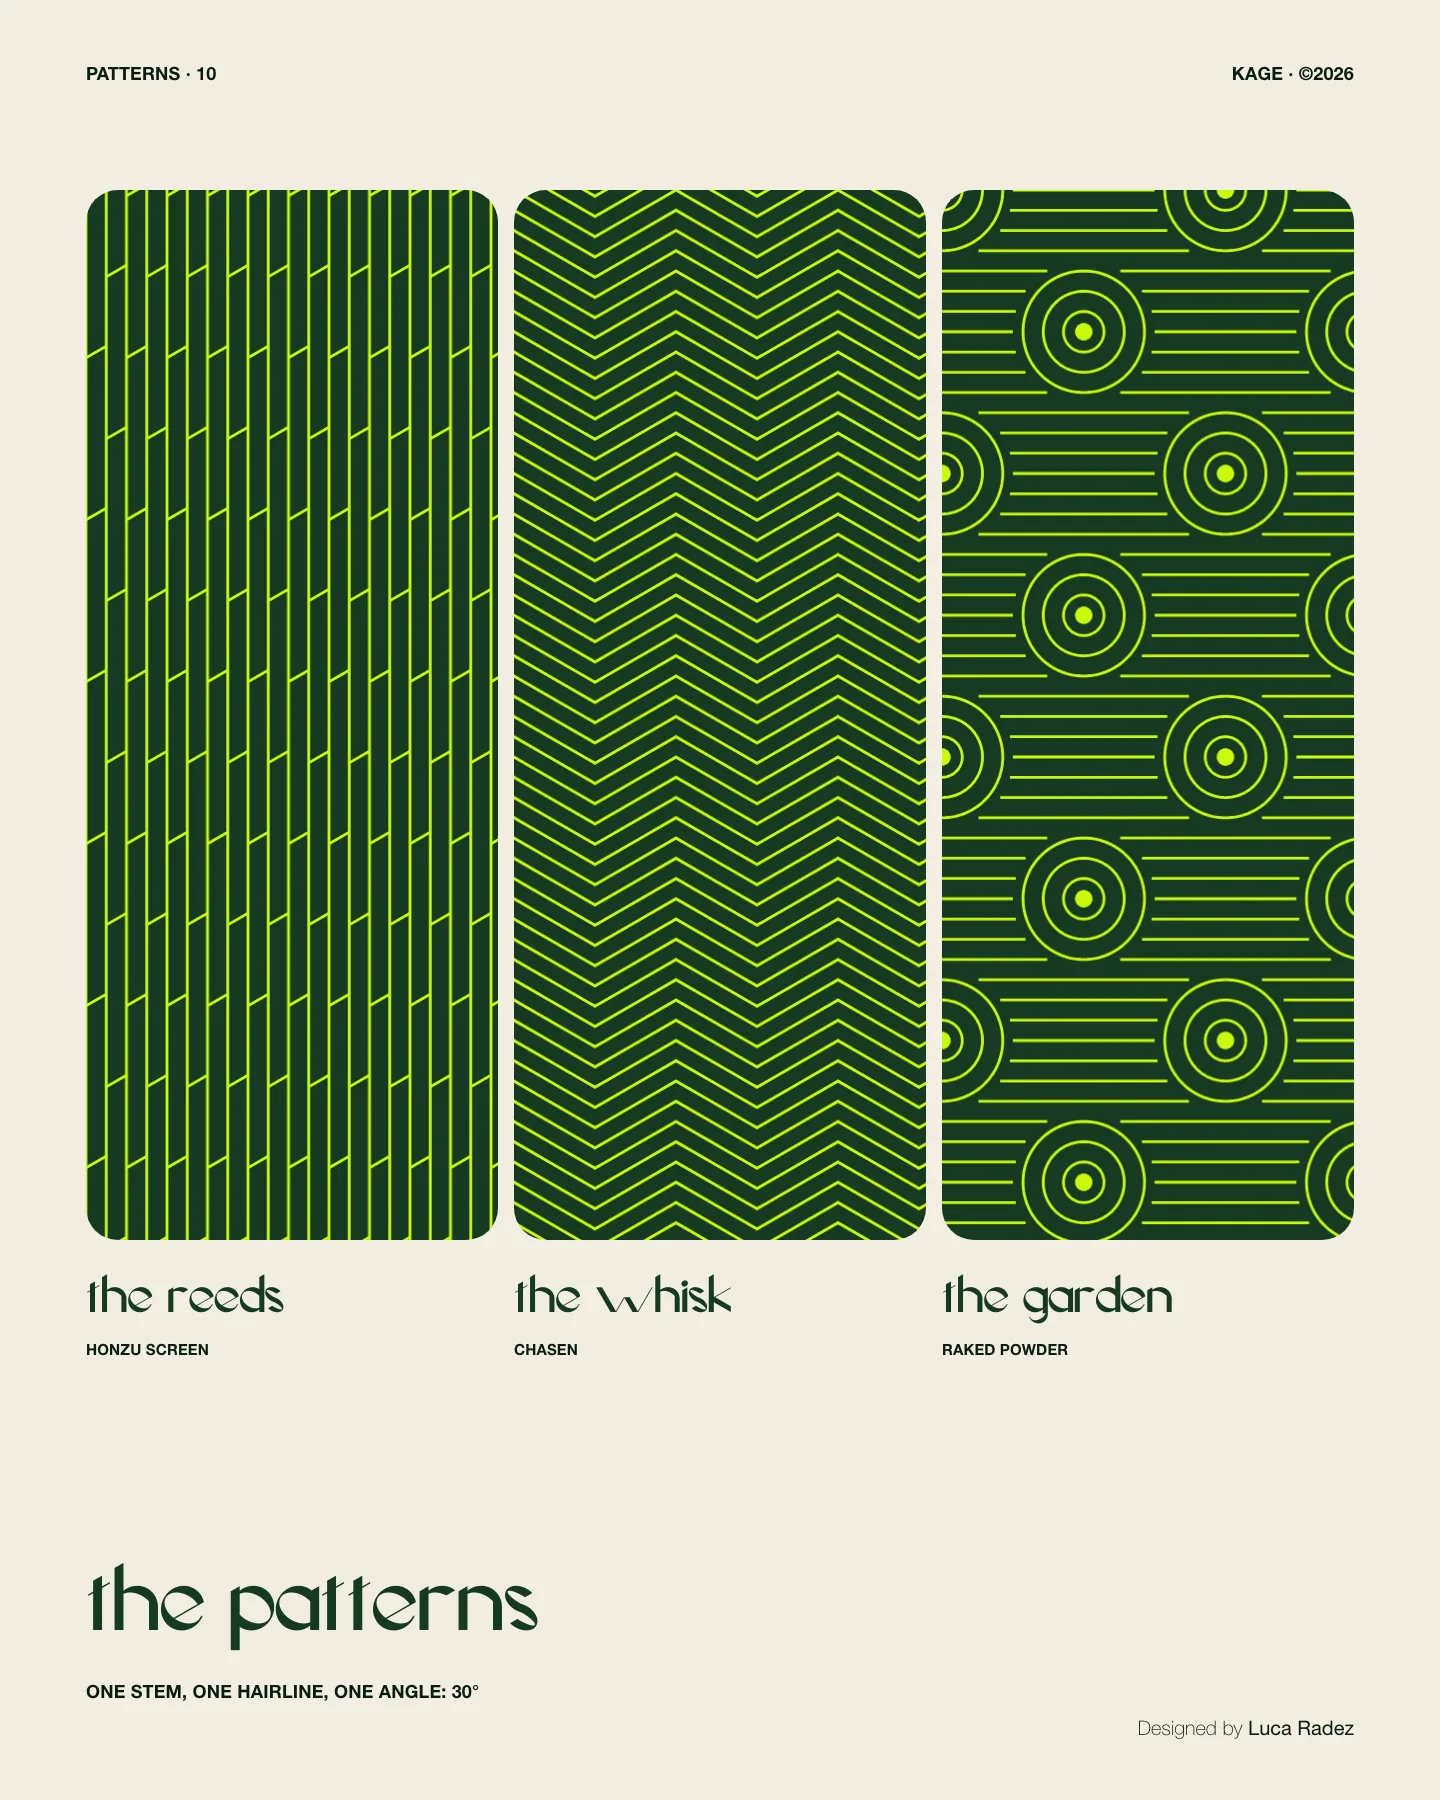 PATTERNS · 10
KAGE · ©2026
the reeds
HONZU SCREEN
the whisk
CHASEN
the garden
RAKED POWDER
the patterns
ONE STEM, ONE HAIRLINE, ONE ANGLE: 30°
Designed by Luca Radez